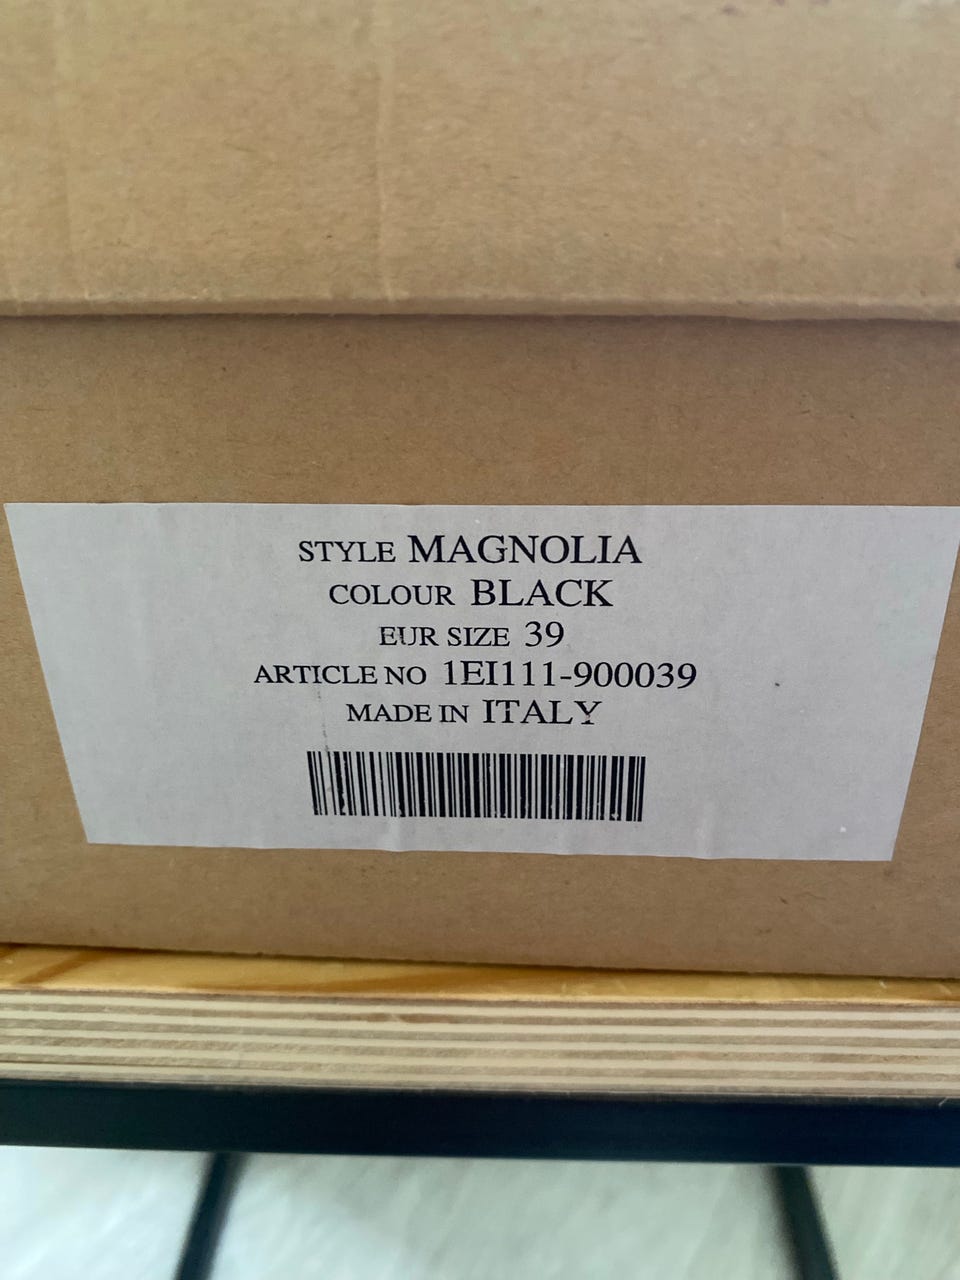 STYLE MAGNOLIA
COLOUR BLACK
EUR SIZE 39
ARTICLE NO 1EI111-900039
MADE IN ITALY